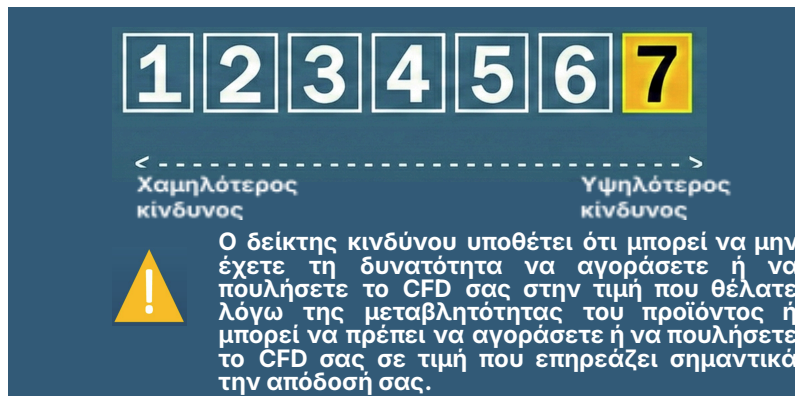 1 2 3 4 5 6 7
Χαμηλότερος Υψηλότερος
κίνδυνος κίνδυνος
Ο δείκτης κινδύνου υποθέτει ότι μπορεί να μην
έχετε τη δυνατότητα να αγοράσετε ή να
πουλήσετε το CFD σας στην τιμή που θέλατε
λόγω της μεταβλητότητας του προϊόντος ή
μπορεί να πρέπει να αγοράσετε ή να πουλήσετε
το CFD σας σε τιμή που επηρεάζει σημαντικά
την απόδοσή σας.